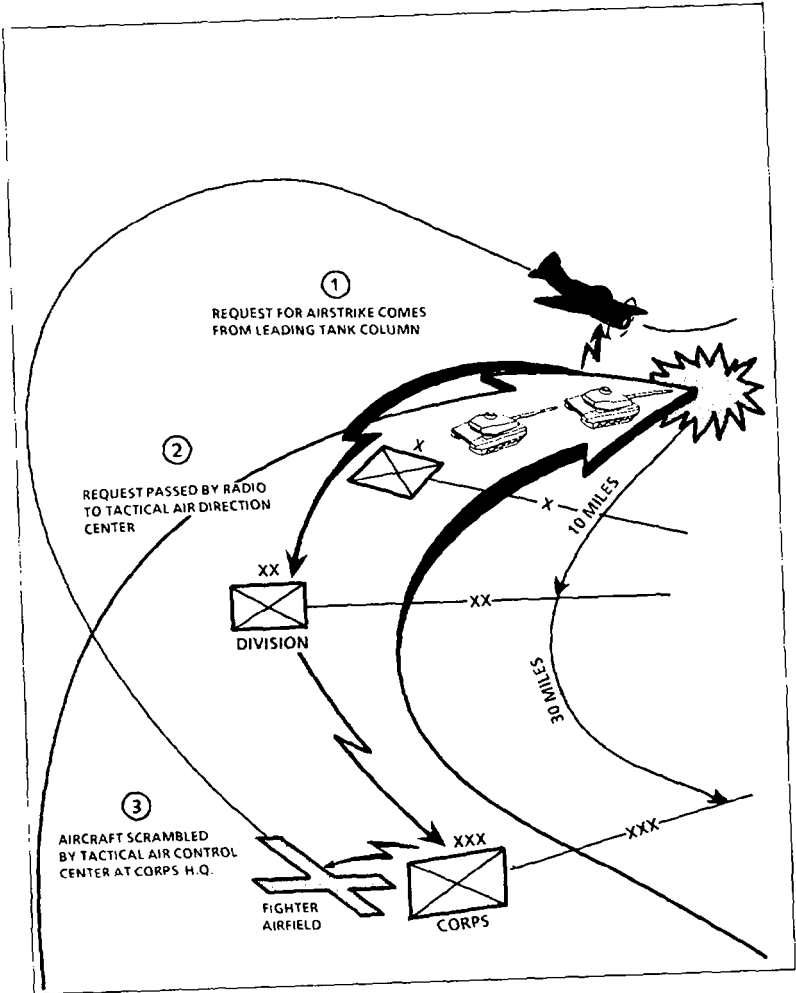 1
REQUEST FOR AIRSTRIKE COMES
FROM LEADING TANK COLUMN
2
REQUEST PASSED BY RADIO
TO TACTICAL AIR DIRECTION
CENTER
X
X
10 MILES
XX
XX
DIVISION
30 MILES
3
AIRCRAFT SCRAMBLED
BY TACTICAL AIR CONTROL
CENTER AT CORPS H.Q.
XXX
XXX
FIGHTER
AIRFIELD
CORPS